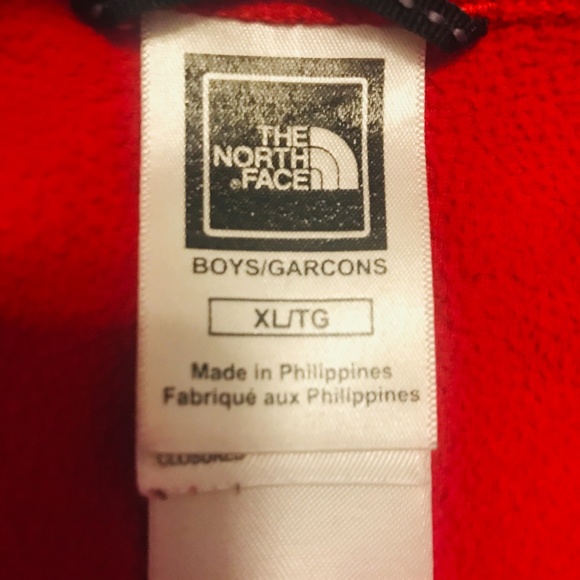 THE
NORTH
FACE
BOYS/GARCONS
XL/TG
Made in Philippines
Fabriqué aux Philippines